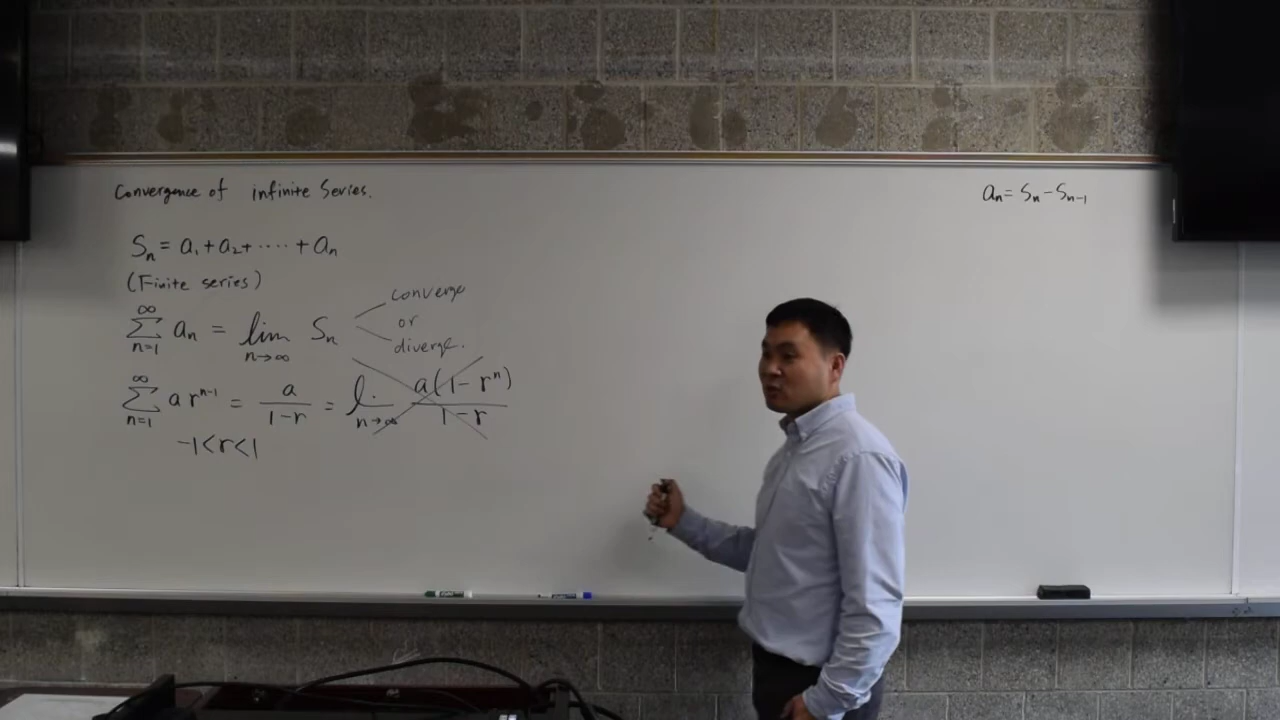 Convergence of infinite Series.
aₙ = Sₙ - Sₙ₋₁
Sₙ = a₁ + a₂ + ···· + aₙ
(Finite series)
∑_{n=1}^{∞} aₙ = lim_{n→∞} Sₙ
converge
or
diverge.
∑_{n=1}^{∞} a rⁿ⁻¹ = a/(1-r) = l._{n→∞} a(1-rⁿ)/(1-r)
-1<r<1